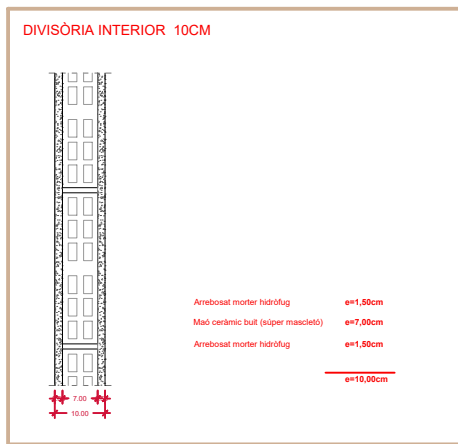 DIVISÒRIA INTERIOR 10CM
Arrebosat morter hidròfug e=1,50cm
Maó ceràmic buit (súper mascletó) e=7,00cm
Arrebosat morter hidròfug e=1,50cm
e=10,00cm
7.00
10.00